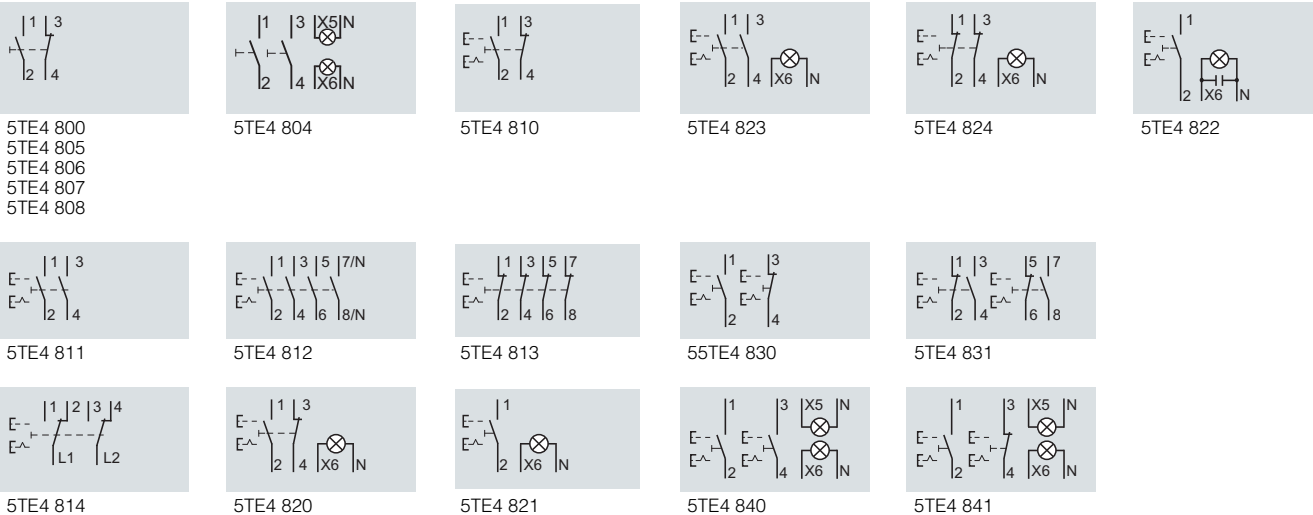 1 3
2 4
5TE4 800
5TE4 805
5TE4 806
5TE4 807
5TE4 808
1 3 X5 N
2 4 X6 N
5TE4 804
1 3
2 4
5TE4 810
1 3
2 4 X6 N
5TE4 823
1 3
2 4 X6 N
5TE4 824
1
2 X6 N
5TE4 822
1 3
2 4
5TE4 811
1 3 5 7/N
2 4 6 8/N
5TE4 812
1 3 5 7
2 4 6 8
5TE4 813
1 3
2 4
55TE4 830
1 3 5 7
2 4 6 8
5TE4 831
1 2 3 4
L1 L2
5TE4 814
1 3
2 4 X6 N
5TE4 820
1
2 X6 N
5TE4 821
1 3 X5 N
2 4 X6 N
5TE4 840
1 3 X5 N
2 4 X6 N
5TE4 841